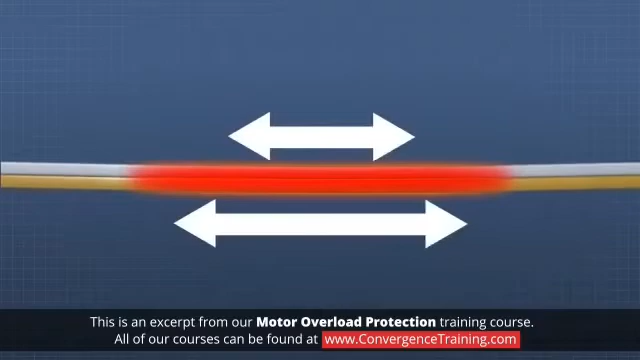 This is an excerpt from our Motor Overload Protection training course.
All of our courses can be found at www.ConvergenceTraining.com